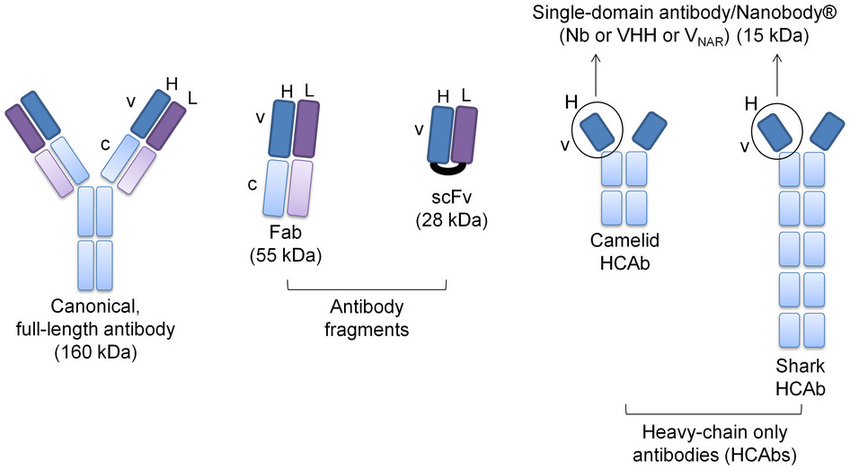 Single-domain antibody/Nanobody®
(Nb or VHH or VNAR) (15 kDa)
H
L
v
c
Canonical,
full-length antibody
(160 kDa)
H L
v
c
Fab
(55 kDa)
H L
v
scFv
(28 kDa)
Antibody
fragments
H
v
Camelid
HCAb
H
v
Shark
HCAb
Heavy-chain only
antibodies (HCAbs)